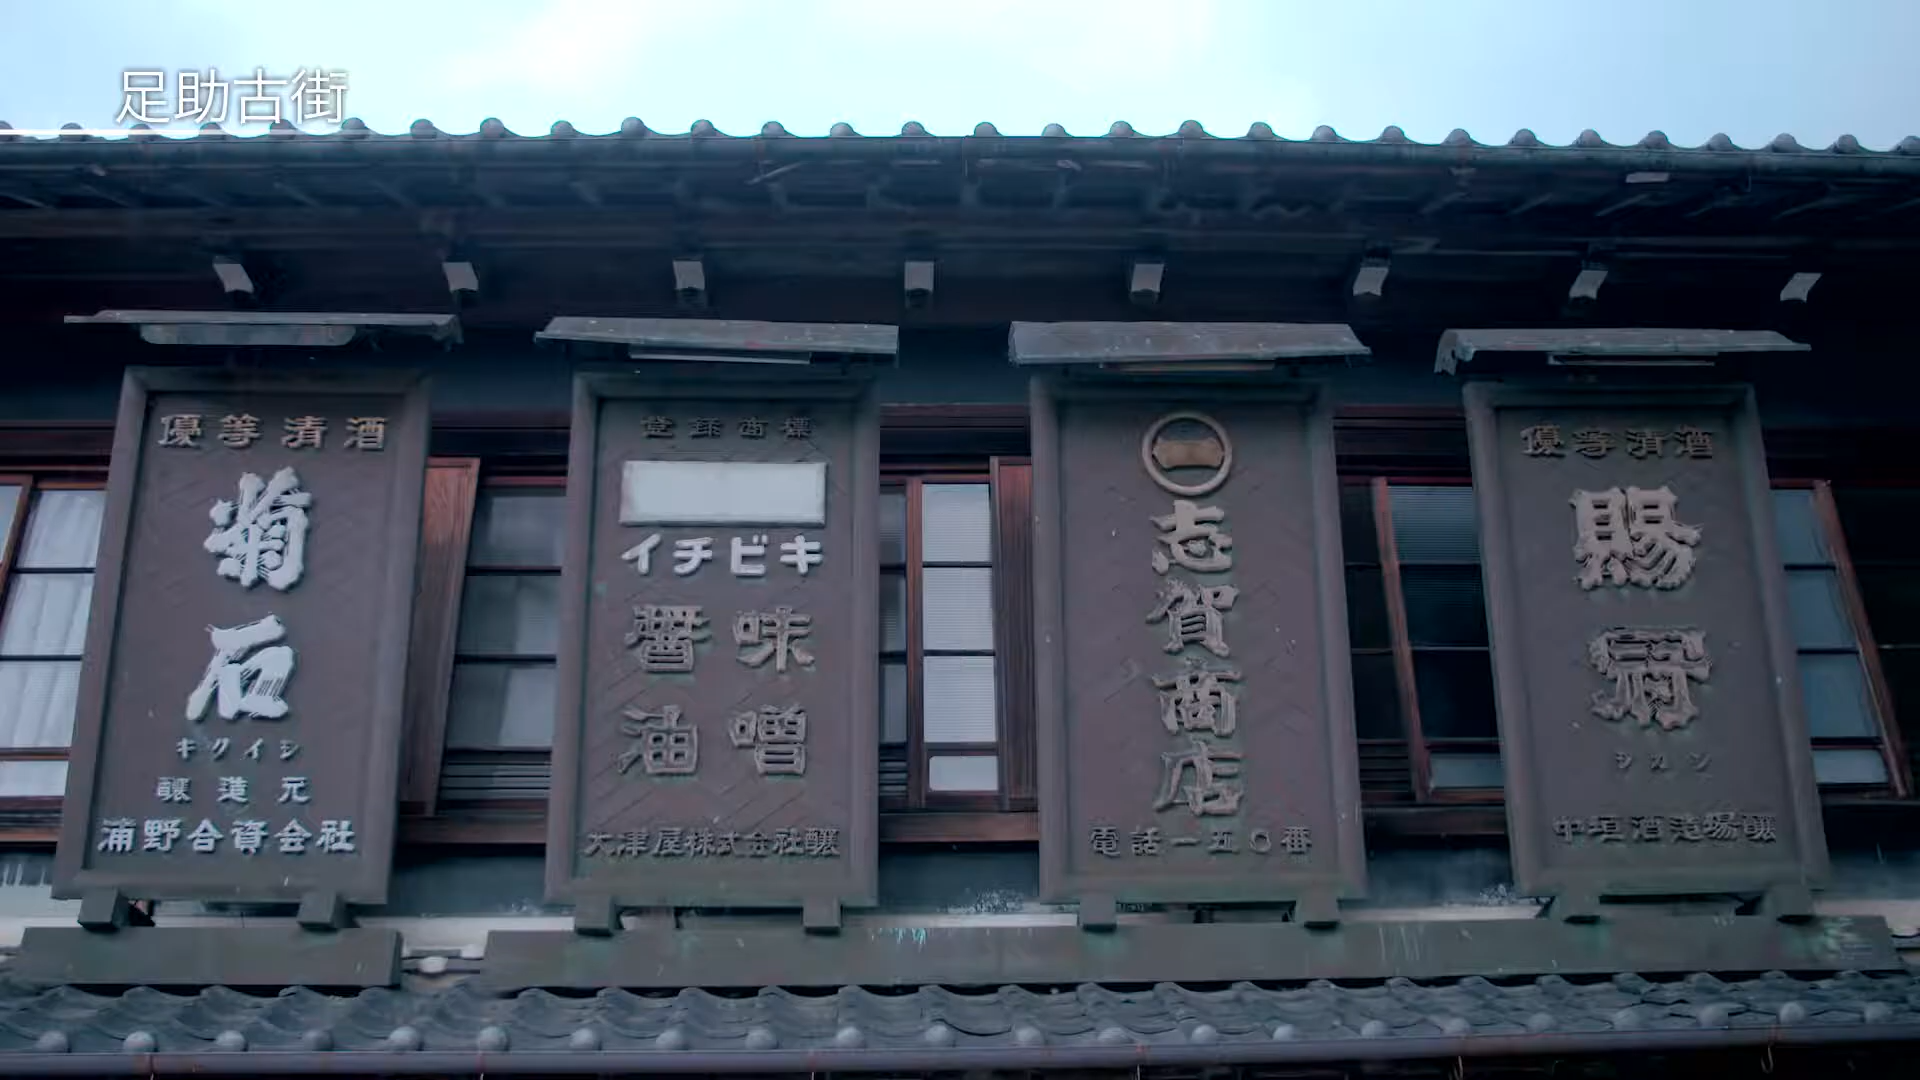 足助古街
優等清酒
菊石
キクイシ
醸造元
浦野合資会社
登録商標
イチビキ
味噌
醤油
大津屋株式会社醸
志賀商店
電話一五〇番
優等清酒
賜
中垣酒造場醸